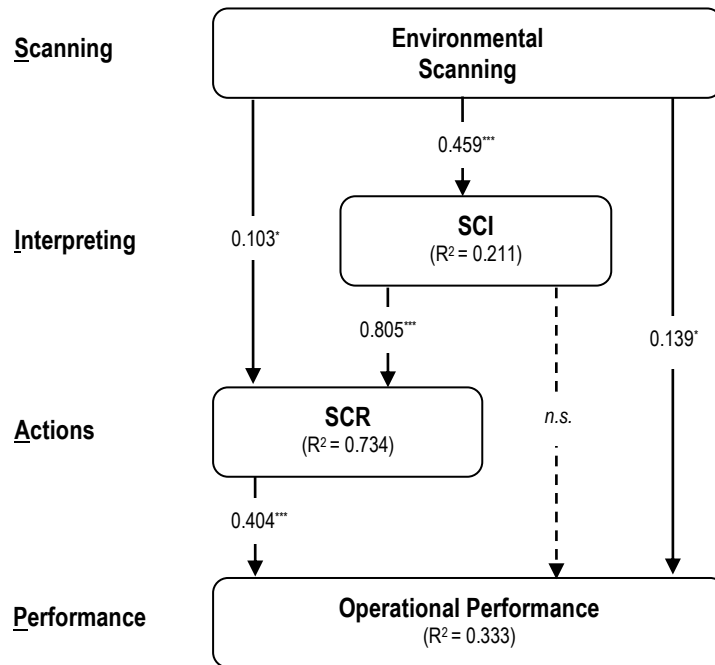 Scanning
Environmental
Scanning
0.459***
Interpreting
SCI
(R² = 0.211)
0.103*
0.805***
0.139*
Actions
SCR
(R² = 0.734)
n.s.
0.404***
Performance
Operational Performance
(R² = 0.333)